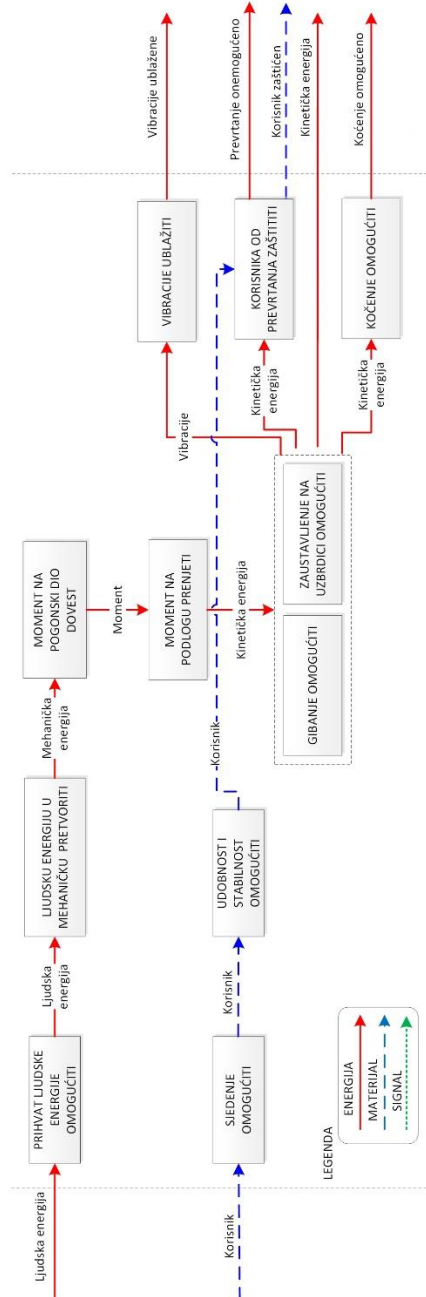 Ljudska energija
PRIHVAT LJUDSKE
ENERGIJE
OMOGUĆITI
Ljudska
energija
LJUDSKU ENERGIJU U
MEHANIČKU PRETVORITI
Mehanička
energija
MOMENT NA
POGONSKI DIO
DOVEST
Moment
MOMENT NA
PODLOGU PRENJETI
Kinetička energija
Korisnik
SJEDENJE
OMOGUĆITI
Korisnik
UDOBNOST I
STABILNOST
OMOGUĆITI
Korisnik
GIBANJE OMOGUĆITI
ZAUSTAVLJENJE NA
UZBRDICI OMOGUĆITI
Vibracije
VIBRACIJE UBLAŽITI
Vibracije ublažene
Kinetička
energija
KORISNIKA OD
PREVRTANJA ZAŠTITITI
Prevrtanje onemogućeno
Korisnik zaštićen
Kinetička energija
Kinetička
energija
KOČENJE OMOGUĆITI
Koćenje omogućeno
LEGENDA
ENERGIJA
MATERIJAL
SIGNAL